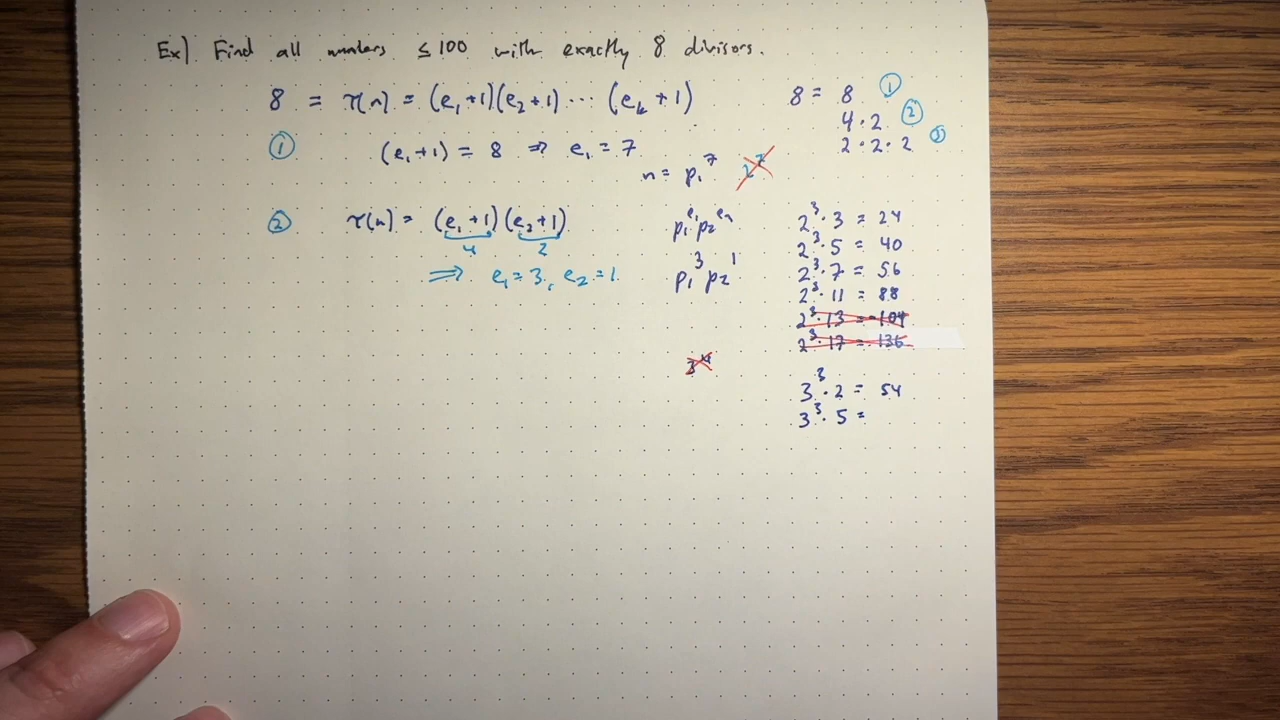 Ex) Find all numbers ≤ 100 with exactly 8 divisors.
8 = τ(n) = (e₁+1)(e₂+1)⋯(eₖ+1)
8 = 8 ①
4·2 ②
2·2·2 ③
① (e₁+1) = 8 ⇒ e₁ = 7
n = p₁⁷ 2⁷
② τ(n) = (e₁+1)(e₂+1)
4 2
⇒ e₁ = 3, e₂ = 1
p₁^e₁ p₂^e₂
p₁³ p₂¹
3⁴
2³·3 = 24
2³·5 = 40
2³·7 = 56
2³·11 = 88
2³·13 = 104
2³·17 = 136
3³·2 = 54
3³·5 =